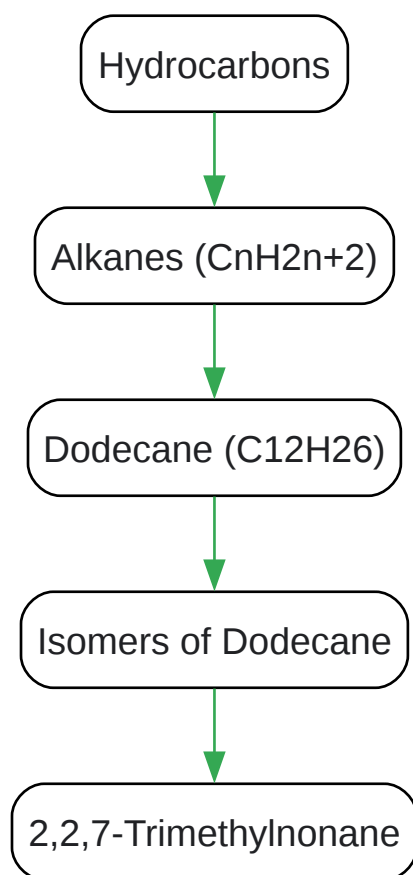 Hydrocarbons
Alkanes (CnH2n+2)
Dodecane (C12H26)
Isomers of Dodecane
2,2,7-Trimethylnonane